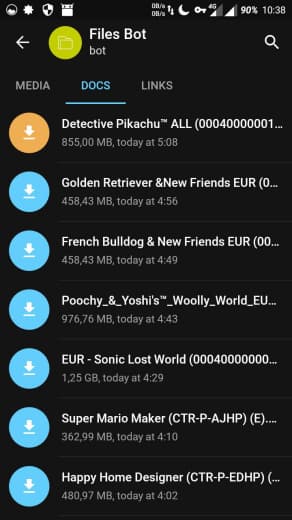 0B/s
0B/s
4G
90% 10:38
Files Bot
bot
MEDIA DOCS LINKS
Detective Pikachu™ ALL (00040000001...
855,00 MB, today at 5:08
Golden Retriever &New Friends EUR (0...
458,43 MB, today at 4:56
French Bulldog & New Friends EUR (00...
458,43 MB, today at 4:49
Poochy_&_Yoshi's™_Woolly_World_EU...
976,76 MB, today at 4:43
EUR - Sonic Lost World (00040000000...
1,25 GB, today at 4:29
Super Mario Maker (CTR-P-AJHP) (E)....
362,99 MB, today at 4:10
Happy Home Designer (CTR-P-EDHP) (...
480,97 MB, today at 4:02